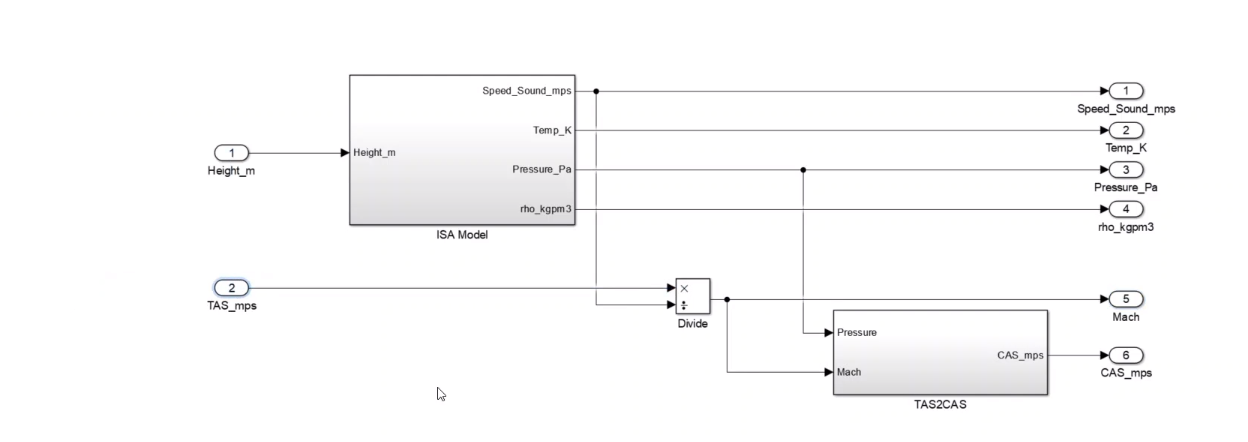 Speed_Sound_mps
1
Speed_Sound_mps
Temp_K
2
Temp_K
1
Height_m
Height_m
Pressure_Pa
3
Pressure_Pa
rho_kgpm3
4
rho_kgpm3
ISA Model
2
TAS_mps
×
÷
Divide
5
Mach
Pressure
Mach
CAS_mps
6
CAS_mps
TAS2CAS